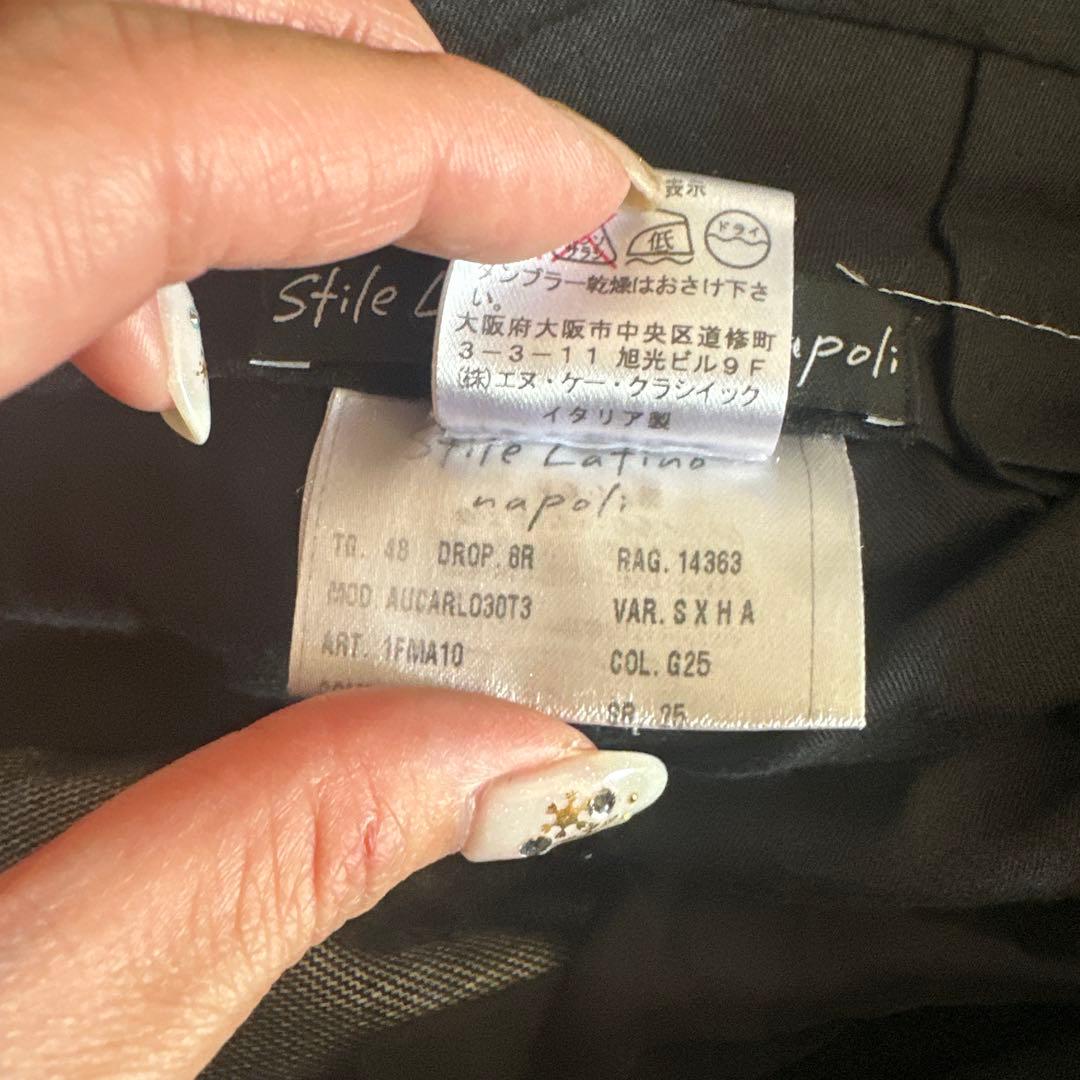 表示
低
ドライ
タンブラー乾燥はおさけ下さ
い。
大阪府大阪市中央区道修町
3-3-11 旭光ビル9F
(株)エヌ・ケー・クラシイック
イタリア製
Stile
napoli
Stile Latino
napoli
TG. 48 DROP. 8R RAG. 14363
MOD AUCARLO30T3 VAR. S X H A
ART. 1FMA10 COL. G25